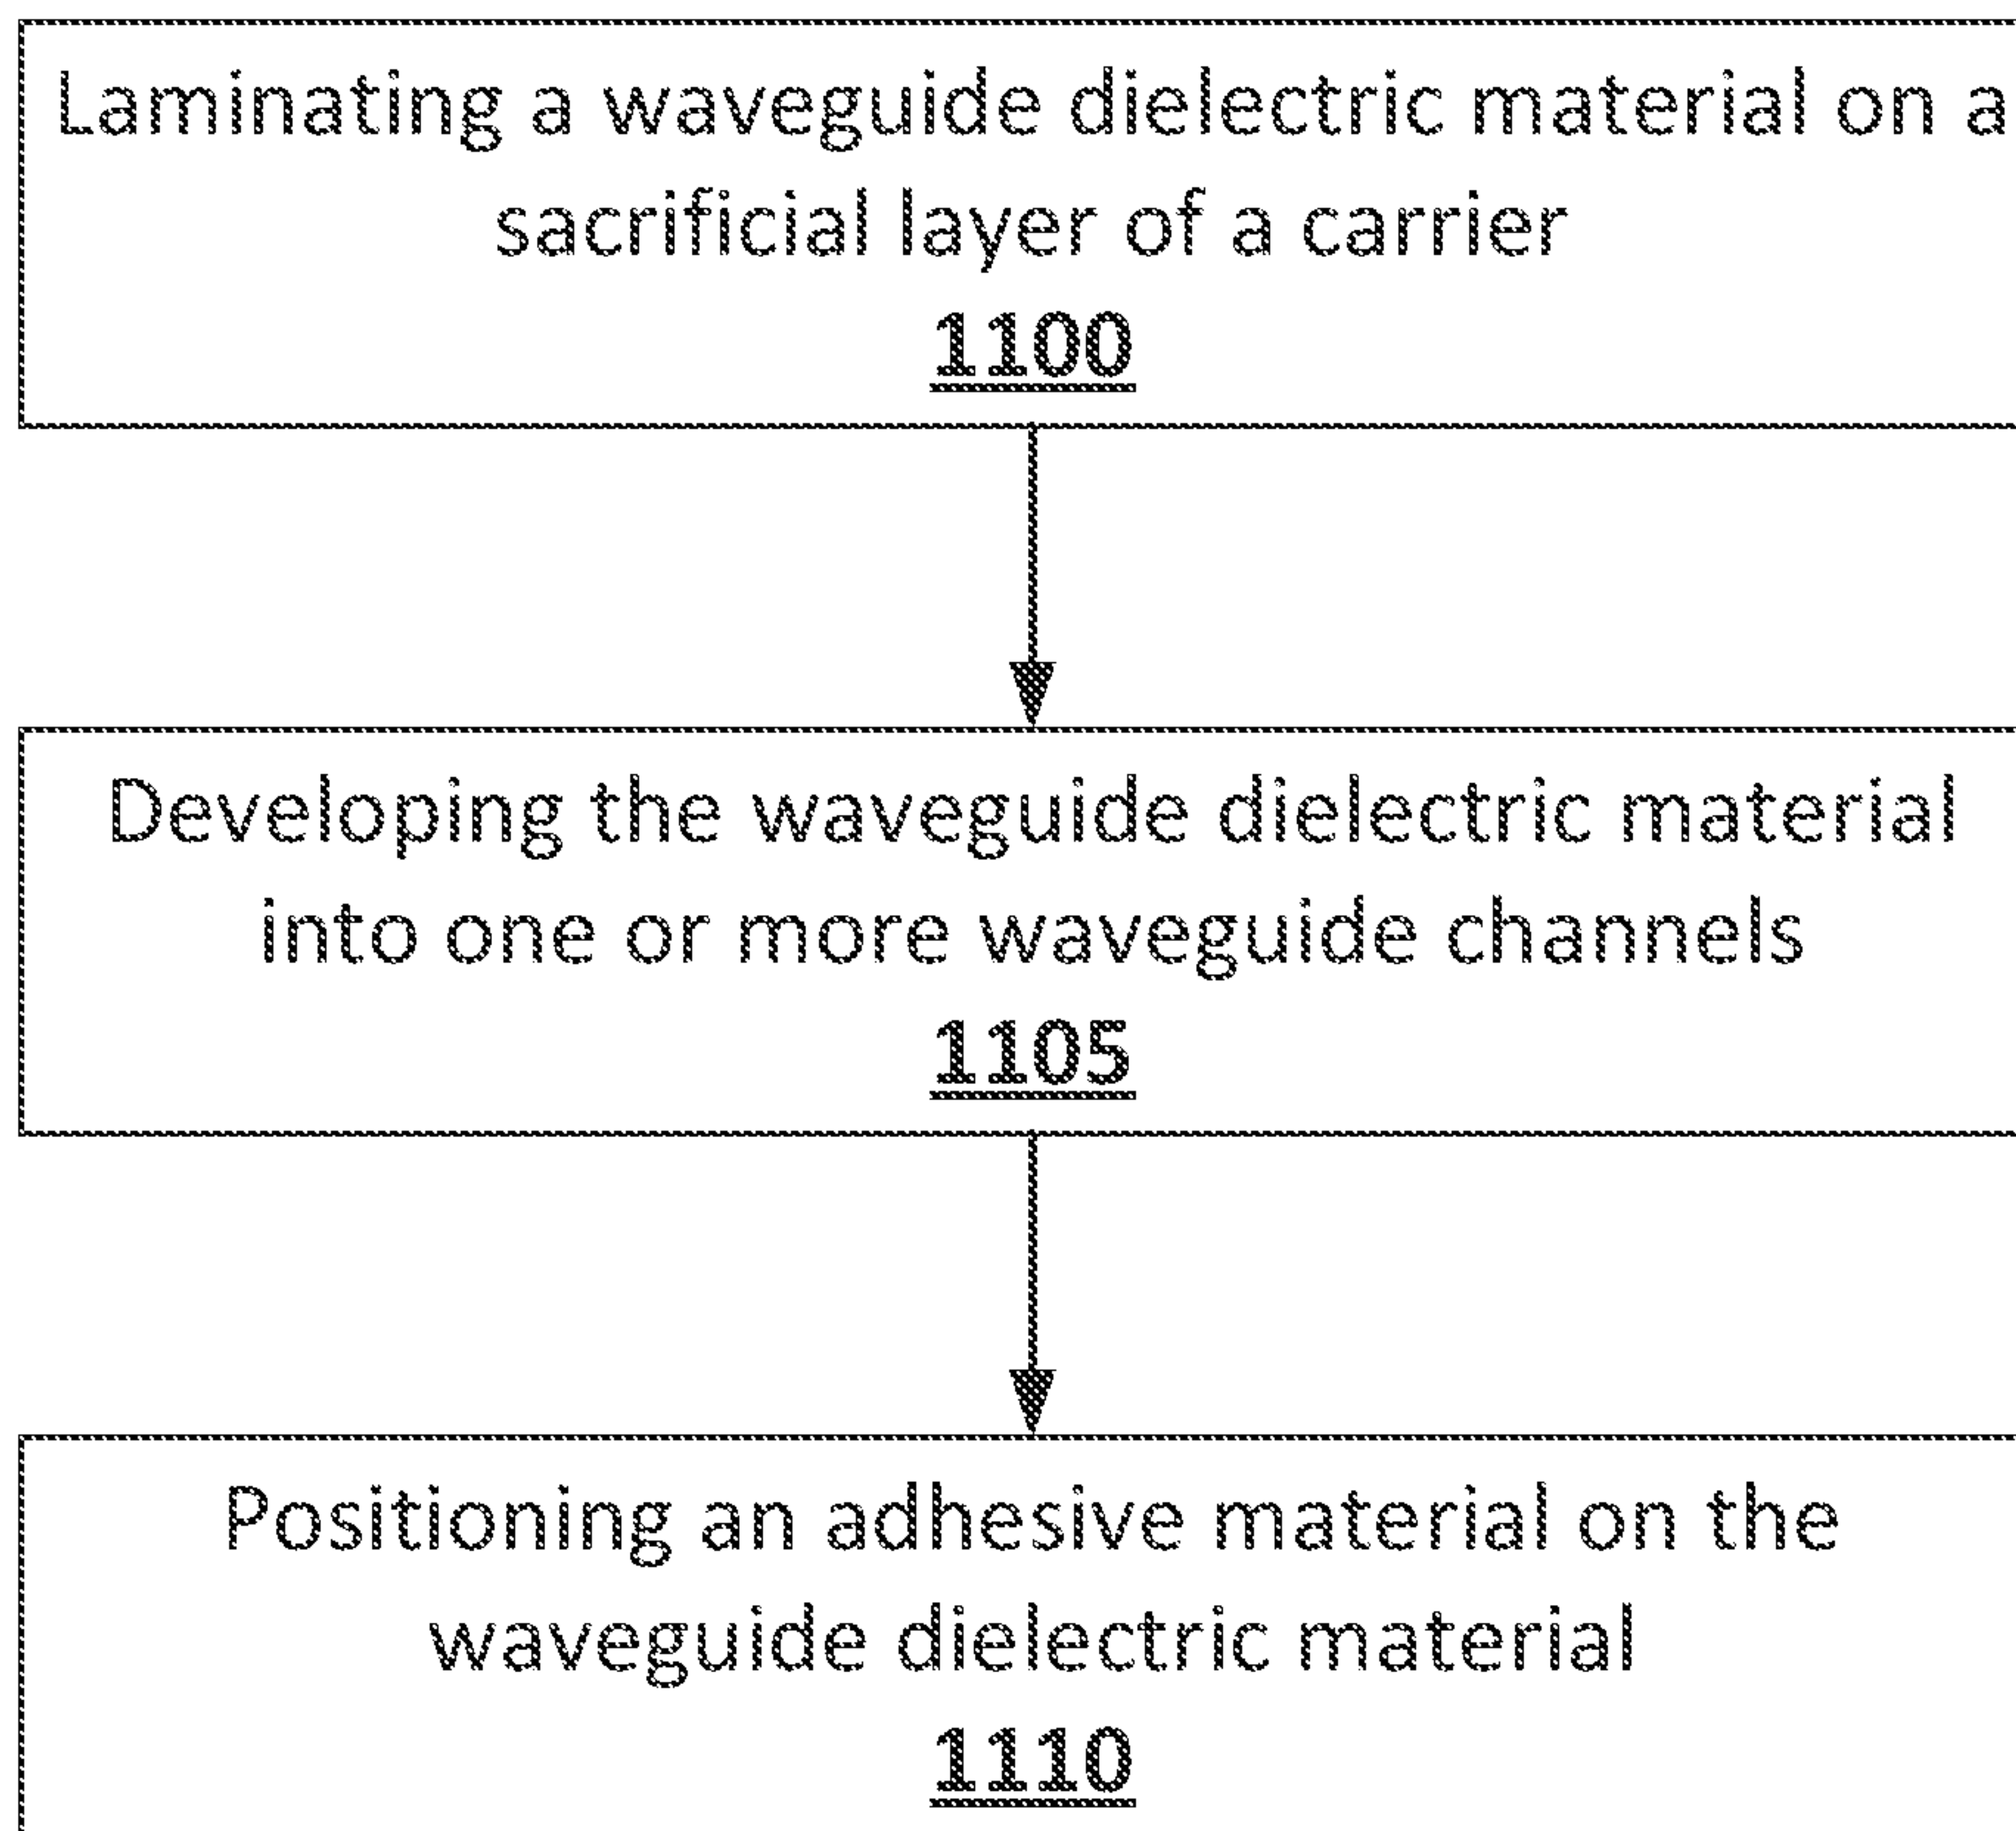 Laminating a waveguide dielectric material on a
sacrificial layer of a carrier
1100
Developing the waveguide dielectric material
into one or more waveguide channels
1105
Positioning an adhesive material on the
waveguide dielectric material
1110